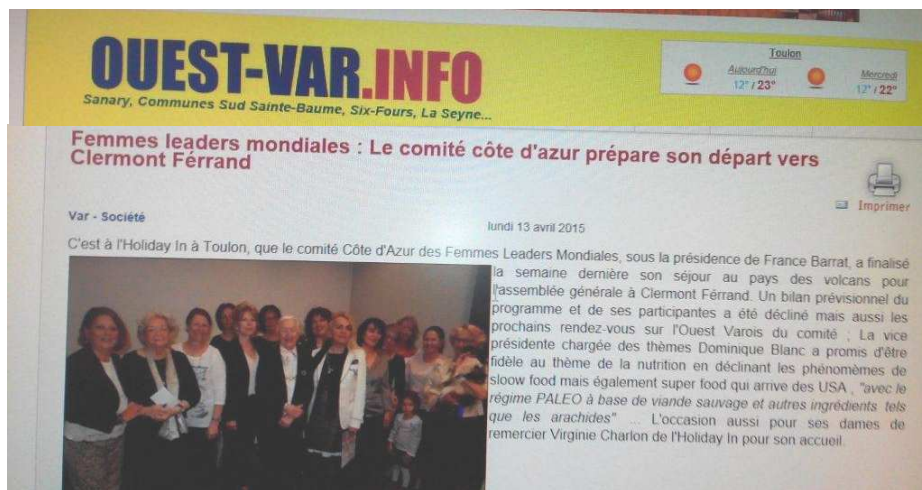 OUEST-VAR.INFO
Sanary, Communes Sud Sainte-Baume, Six-Fours, La Seyne...
Toulon
Aujourd'hui
12° / 23°
Mercredi
12° / 22°
Femmes leaders mondiales : Le comité côte d'azur prépare son départ vers
Clermont Férrand
Imprimer
Var - Société
lundi 13 avril 2015
C'est à l'Holiday In à Toulon, que le comité Côte d'Azur des Femmes Leaders Mondiales, sous la présidence de France Barrat, a finalisé
la semaine dernière son séjour au pays des volcans pour
l'assemblée générale à Clermont Férrand. Un bilan prévisionnel du
programme et de ses participantes a été décliné mais aussi les
prochains rendez-vous sur l'Ouest Varois du comité ; La vice
présidente chargée des thèmes Dominique Blanc a promis d'être
fidèle au thème de la nutrition en déclinant les phénomèmes de
sloow food mais également super food qui arrive des USA , "avec le
régime PALEO à base de viande sauvage et autres ingrédients tels
que les arachides" ... L'occasion aussi pour ses dames de
remercier Virginie Charlon de l'Holiday In pour son accueil.